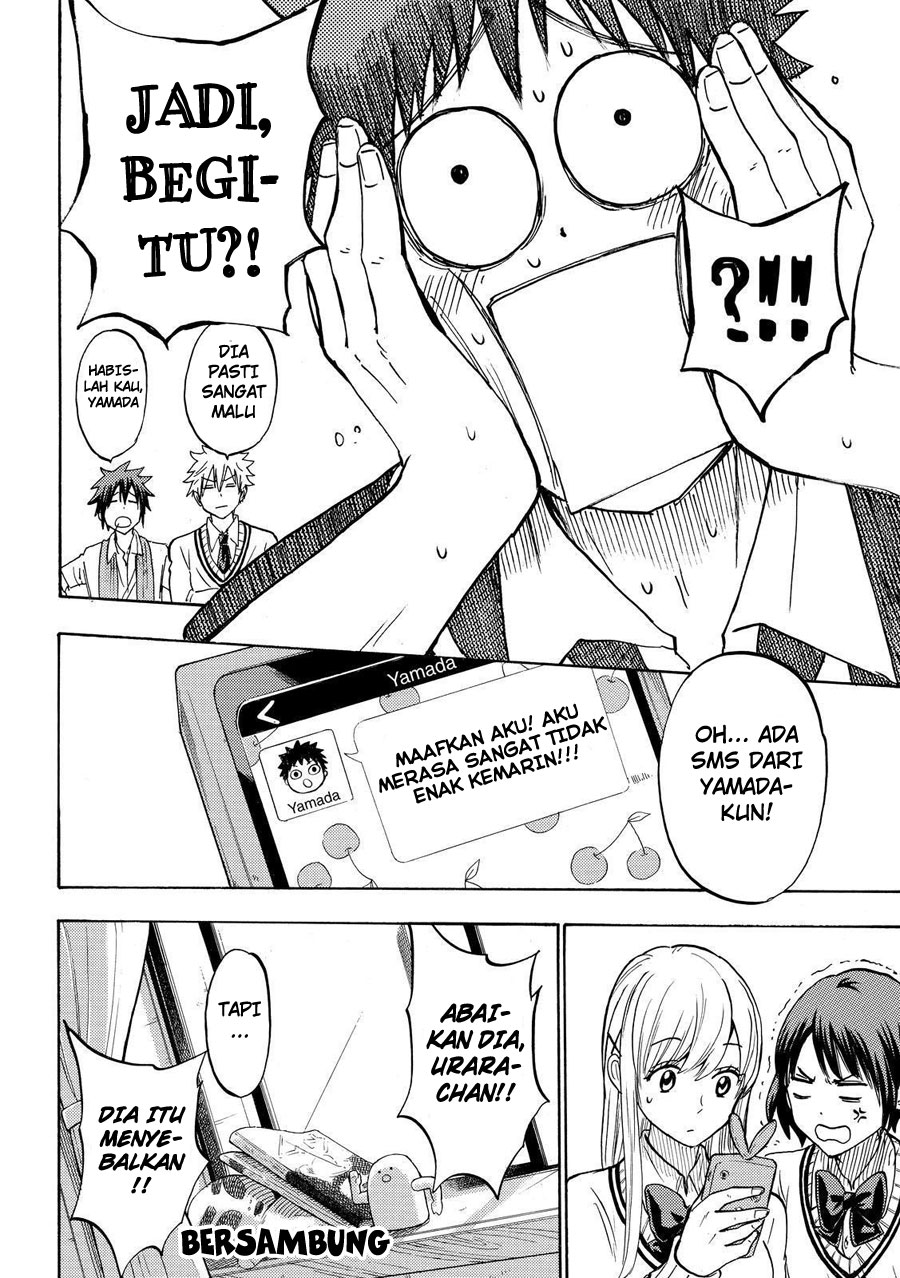 ?!!
JADI,
BEGI-
TU?!
DIA
PASTI
SANGAT
MALU
HABIS-
LAH KAU,
YAMADA
OH... ADA
SMS DARI
YAMADA-
KUN!
Yamada
MAAFKAN AKU! AKU
MERASA SANGAT TIDAK
ENAK KEMARIN!!!
Yamada
ABAI-
KAN DIA,
URARA-
CHAN!!
TAPI
...
DIA ITU
MENYE-
BALKAN
!!
BERSAMBUNG